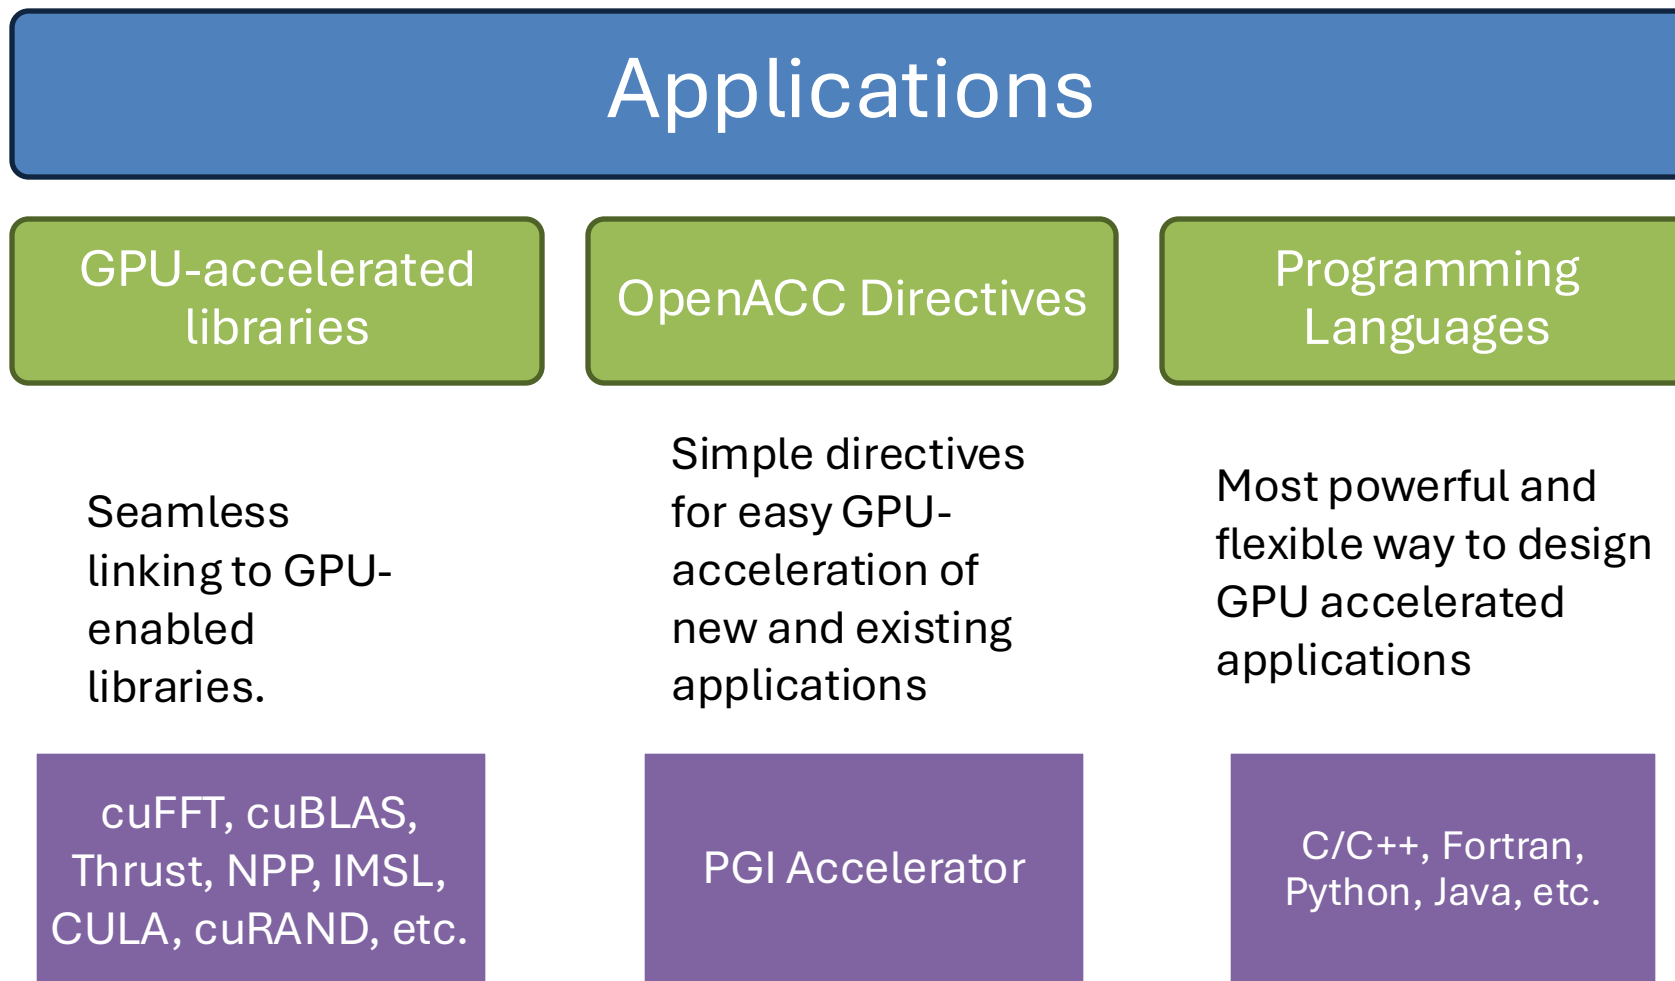 Applications
GPU-accelerated
libraries
OpenACC Directives
Programming
Languages
Seamless
linking to GPU-
enabled
libraries.
Simple directives
for easy GPU-
acceleration of
new and existing
applications
Most powerful and
flexible way to design
GPU accelerated
applications
cuFFT, cuBLAS,
Thrust, NPP, IMSL,
CULA, cuRAND, etc.
PGI Accelerator
C/C++, Fortran,
Python, Java, etc.